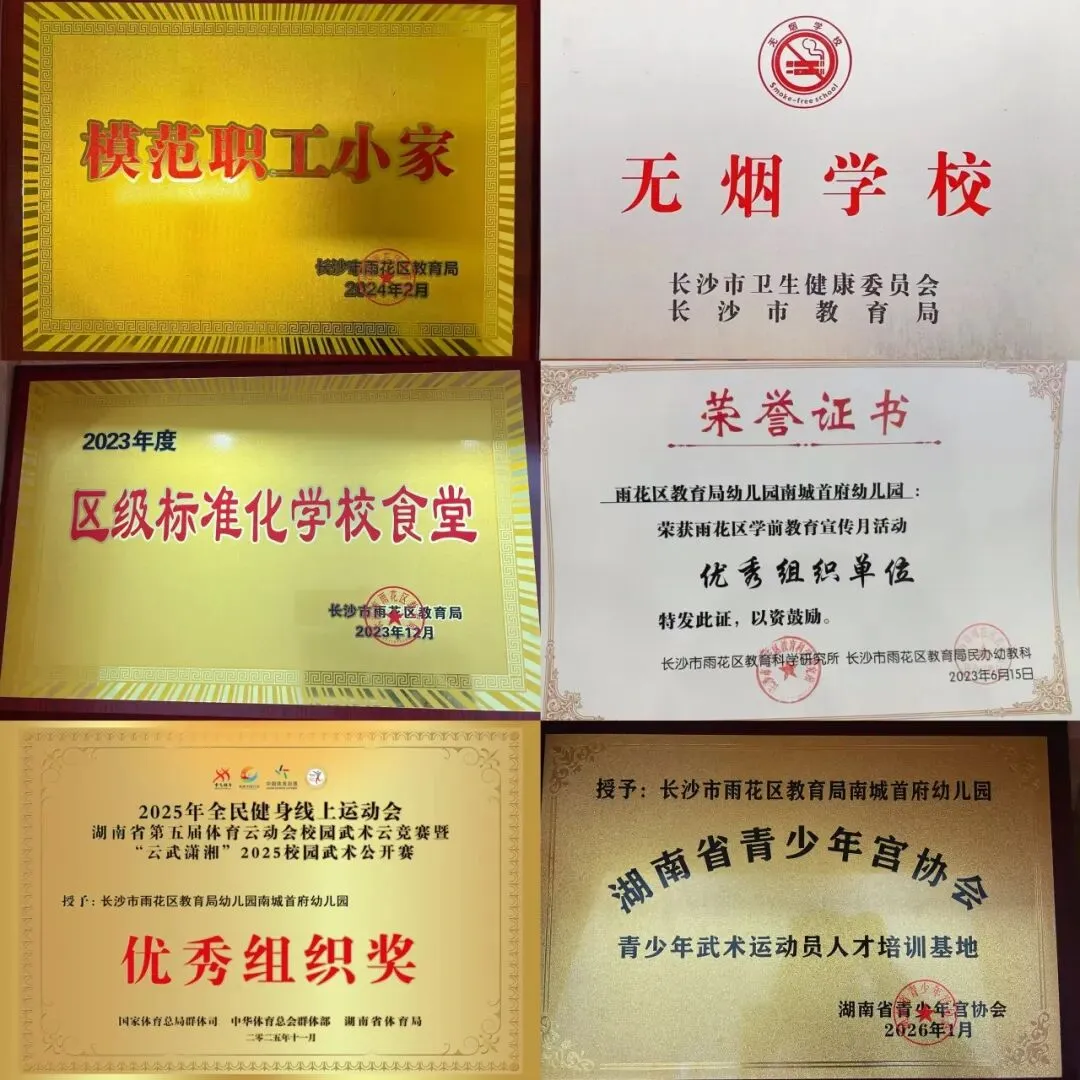 模范职工小家
长沙市雨花区教育局
2024年2月
无烟学校
Smoke-free school
无烟学校
长沙市卫生健康委员会
长沙市教育局
2023年度
区级标准化学校食堂
长沙市雨花区教育局
2023年12月
荣誉证书
雨花区教育局幼儿园南城首府幼儿园:
荣获雨花区学前教育宣传月活动
优秀组织单位
特发此证,以资鼓励。
长沙市雨花区教育科学研究所 长沙市雨花区教育局民办幼教科
2023年6月15日
2025年全民健身线上运动会
湖南省第五届体育云动会校园武术云竞赛暨
“云武潇湘”2025校园武术公开赛
授予:长沙市雨花区教育局幼儿园南城首府幼儿园
优秀组织奖
国家体育总局群体司 中华体育总会群体部 湖南省体育局
二零二五年十一月
授予:长沙市雨花区教育局南城首府幼儿园
湖南省青少年宫协会
青少年武术运动员人才培训基地
湖南省青少年宫协会
2026年1月